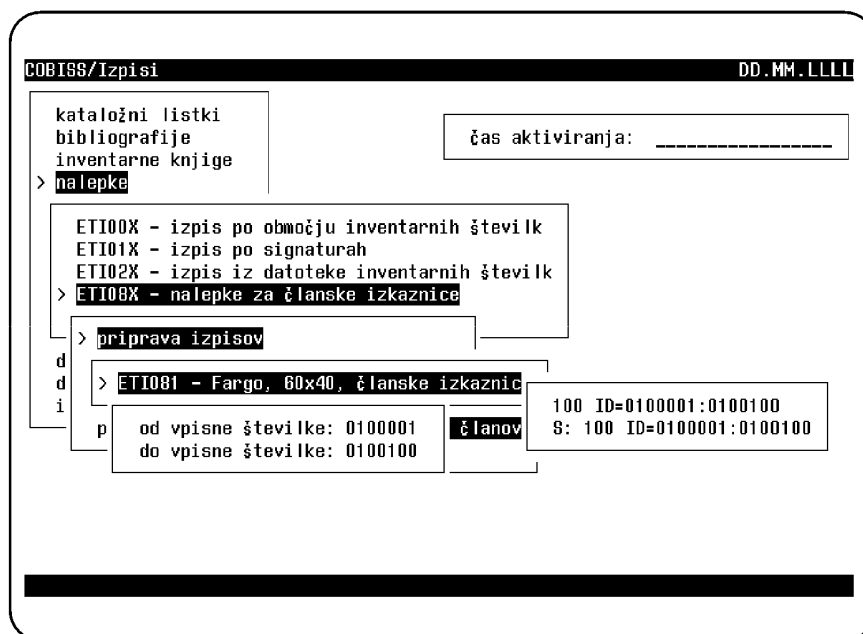 COBISS/Izpisi DD.MM.LLLL
kataložni listki
bibliografije
inventarne knjige
> nalepke
čas aktiviranja: _________________
ETI00X - izpis po območju inventarnih številk
ETI01X - izpis po signaturah
ETI02X - izpis iz datoteke inventarnih številk
> ETI08X - nalepke za članske izkaznice
> priprava izpisov
d
d
i
> ETI081 - Fargo, 60x40, članske izkaznic
p
članov
od vpisne številke: 0100001
do vpisne številke: 0100100
100 ID=0100001:0100100
S: 100 ID=0100001:0100100